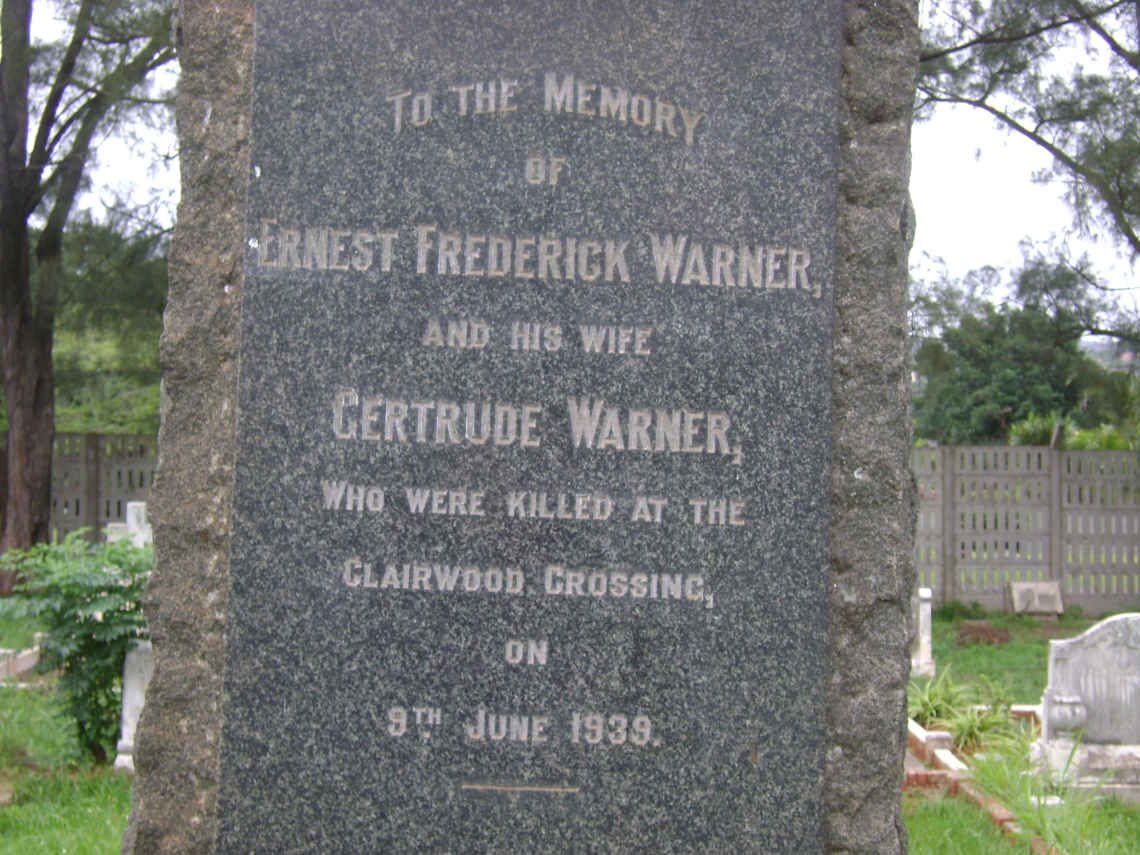 To the Memory
of
Ernest Frederick Warner,
and his wife
Gertrude Warner,
Who were killed at the
Clairwood Crossing,
on
9th June 1939.